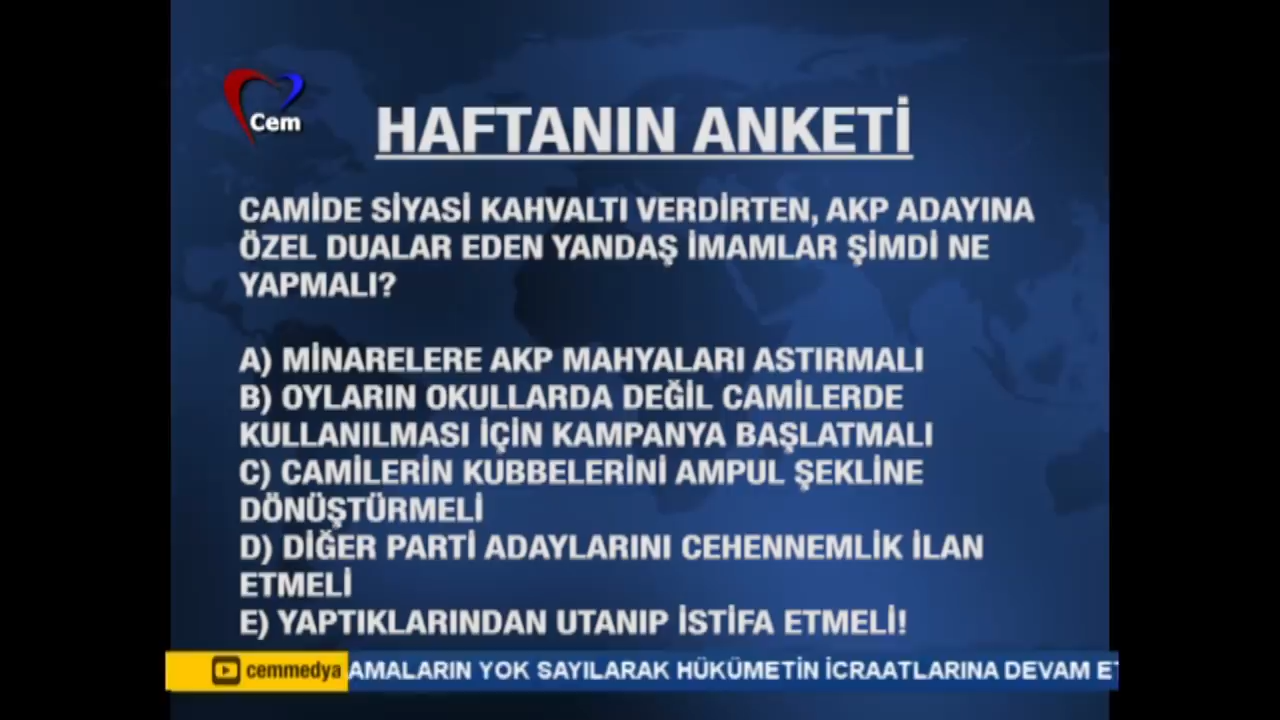 Cem
HAFTANIN ANKETİ
CAMİDE SİYASİ KAHVALTI VERDİRTEN, AKP ADAYINA
ÖZEL DUALAR EDEN YANDAŞ İMAMLAR ŞİMDİ NE
YAPMALI?
A) MİNARELERE AKP MAHYALARI ASTIRMALI
B) OYLARIN OKULLARDA DEĞİL CAMİLERDE
KULLANILMASI İÇİN KAMPANYA BAŞLATMALI
C) CAMİLERİN KUBBELERİNİ AMPUL ŞEKLİNE
DÖNÜŞTÜRMELİ
D) DİĞER PARTİ ADAYLARINI CEHENNEMLİK İLAN
ETMELİ
E) YAPTIKLARINDAN UTANIP İSTİFA ETMELİ!
cemmedya AMALARIN YOK SAYILARAK HÜKÜMETİN İCRAATLARINA DEVAM ET